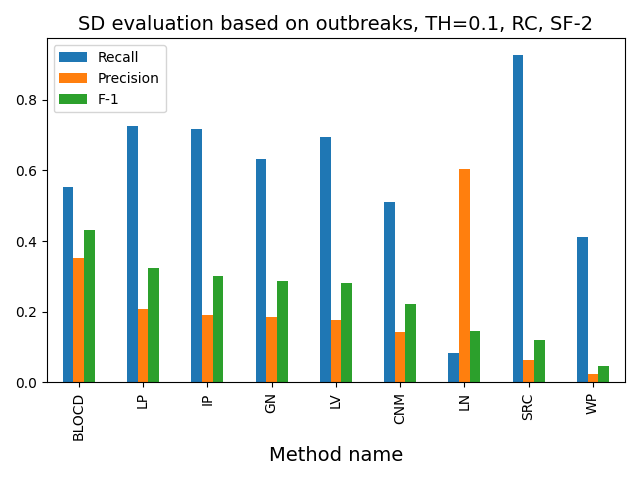 SD evaluation based on outbreaks, TH=0.1, RC, SF-2
Recall
Precision
F-1
0.8
0.6
0.4
0.2
0.0
BLOCD
LP
IP
GN
LV
CNM
LN
SRC
WP
Method name